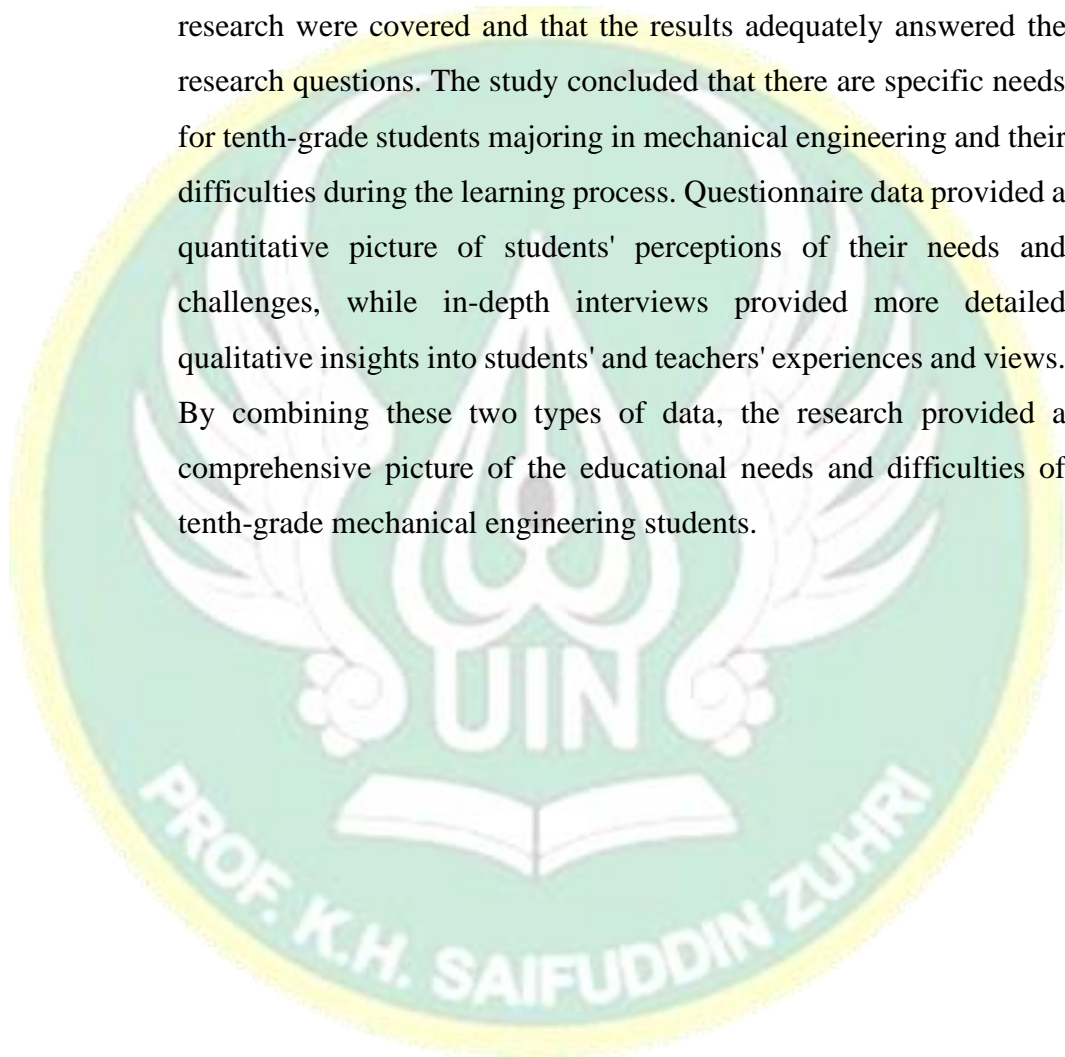 research were covered and that the results adequately answered the
research questions. The study concluded that there are specific needs
for tenth-grade students majoring in mechanical engineering and their
difficulties during the learning process. Questionnaire data provided a
quantitative picture of students' perceptions of their needs and
challenges, while in-depth interviews provided more detailed
qualitative insights into students' and teachers' experiences and views.
By combining these two types of data, the research provided a
comprehensive picture of the educational needs and difficulties of
tenth-grade mechanical engineering students.
UIN
PROF. K.H. SAIFUDDIN ZUHRI